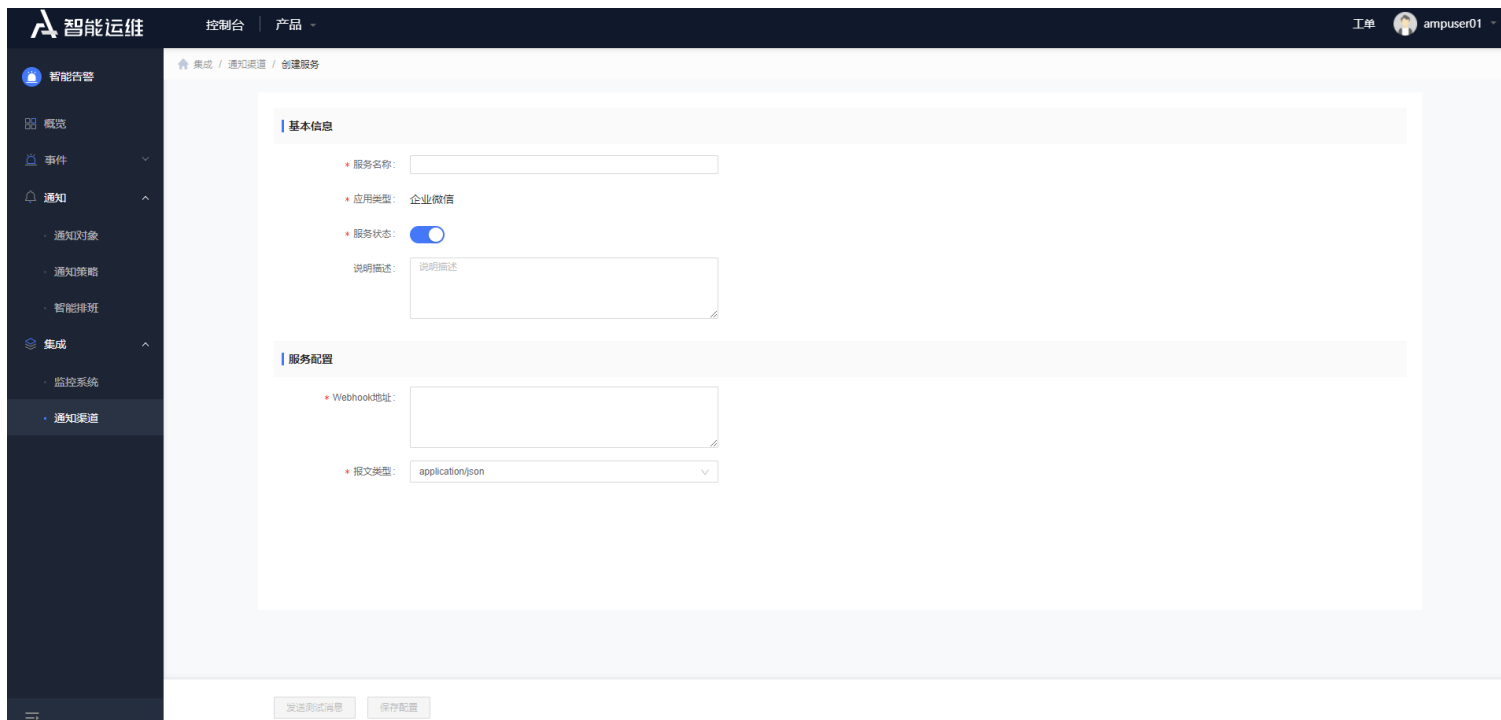 智能运维 控制台 产品 工单 ampuser01
智能告警
集成 / 通知渠道 / 创建服务
概览
事件
通知
通知对象
通知策略
智能排班
集成
监控系统
通知渠道
基本信息
* 服务名称:
* 应用类型: 企业微信
* 服务状态:
说明描述: 说明描述
服务配置
* Webhook地址:
* 报文类型: application/json
发送测试消息 保存配置